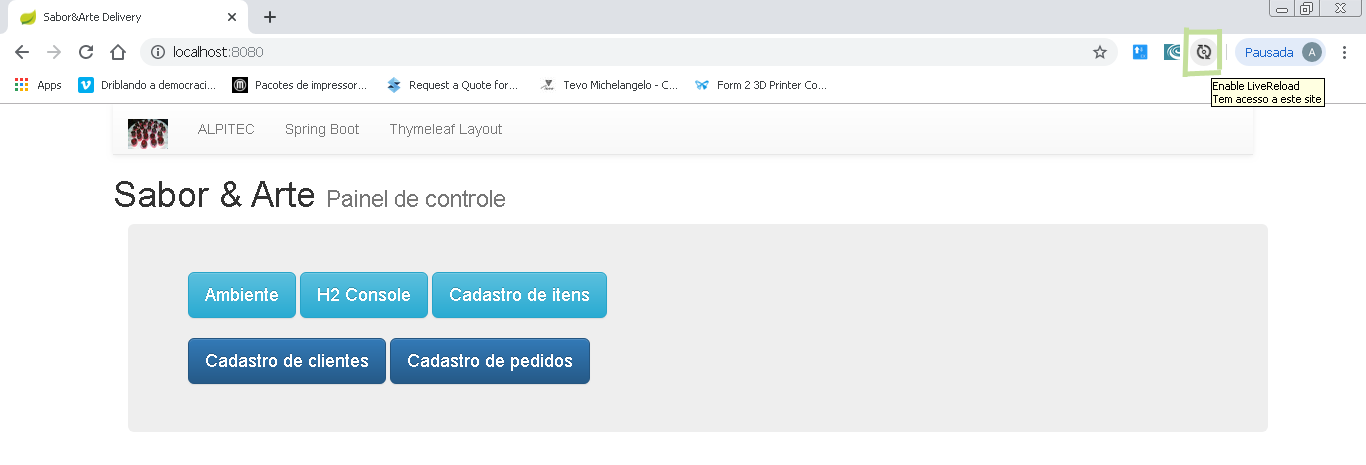 Sabor&Arte Delivery
localhost:8080
Pausada A
Apps Driblando a democraci... Pacotes de impressor... Request a Quote for... Tevo Michelangelo - C... Form 2 3D Printer Co...
Enable LiveReload
Tem acesso a este site
ALPITEC Spring Boot Thymeleaf Layout
Sabor & Arte Painel de controle
Ambiente H2 Console Cadastro de itens
Cadastro de clientes Cadastro de pedidos